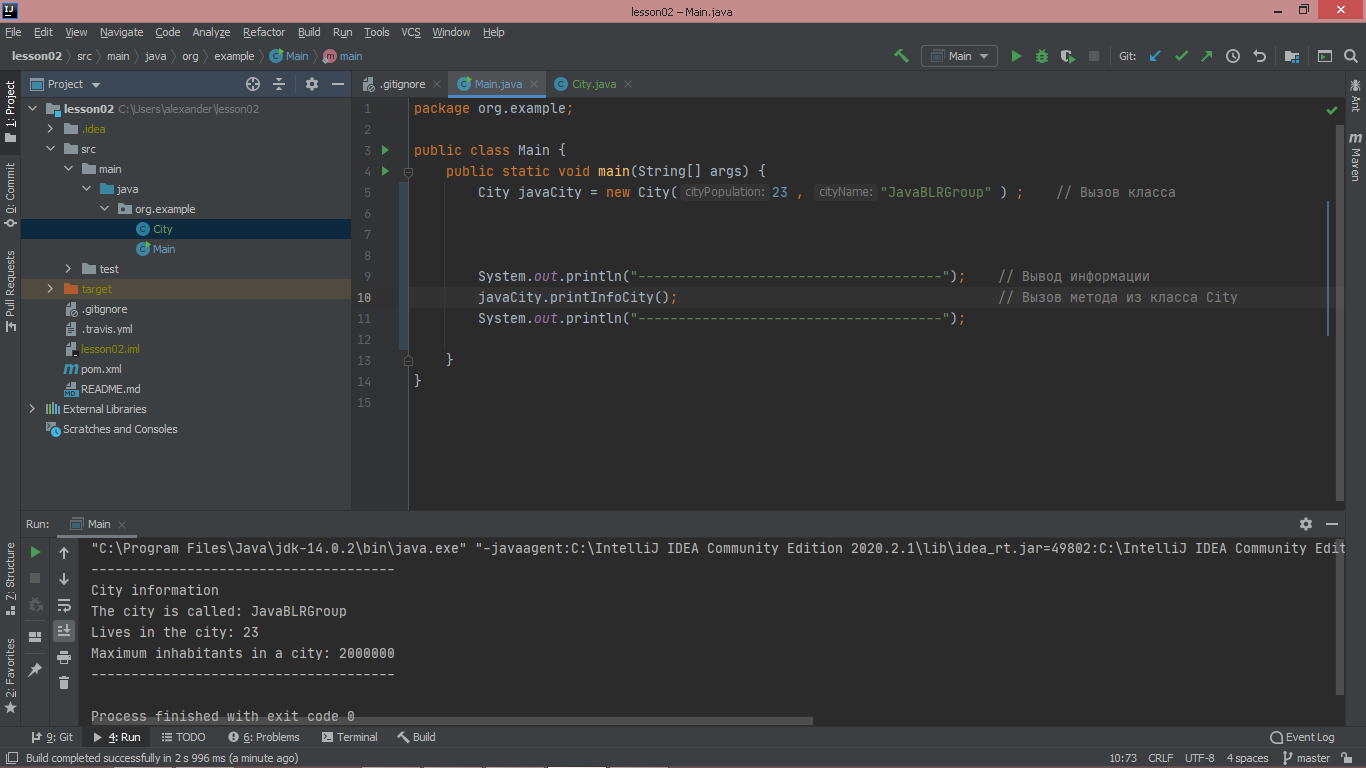 lesson02 – Main.java
File Edit View Navigate Code Analyze Refactor Build Run Tools VCS Window Help
lesson02 src main java org example Main main
Main Git:
1: Project
0: Commit
Pull Requests
Z: Structure
2: Favorites
Ant
Maven
Project
lesson02 C:\Users\alexander\lesson02
.idea
src
main
java
org.example
City
Main
test
target
.gitignore
.travis.yml
lesson02.iml
pom.xml
README.md
External Libraries
Scratches and Consoles
.gitignore Main.java City.java
1 package org.example;
2
3 public class Main {
4 public static void main(String[] args) {
5 City javaCity = new City( cityPopulation: 23 , cityName: "JavaBLRGroup" ) ; // Вызов класса
6
7
8
9 System.out.println("--------------------------------------"); // Вывод информации
10 javaCity.printInfoCity(); // Вызов метода из класса City
11 System.out.println("--------------------------------------");
12
13 }
14 }
15
Run: Main
"C:\Program Files\Java\jdk-14.0.2\bin\java.exe" "-javaagent:C:\IntelliJ IDEA Community Edition 2020.2.1\lib\idea_rt.jar=49802:C:\IntelliJ IDEA Community Edit
--------------------------------------
City information
The city is called: JavaBLRGroup
Lives in the city: 23
Maximum inhabitants in a city: 2000000
--------------------------------------
Process finished with exit code 0
9: Git 4: Run TODO 6: Problems Terminal Build Event Log
Build completed successfully in 2 s 996 ms (a minute ago) 10:73 CRLF UTF-8 4 spaces master